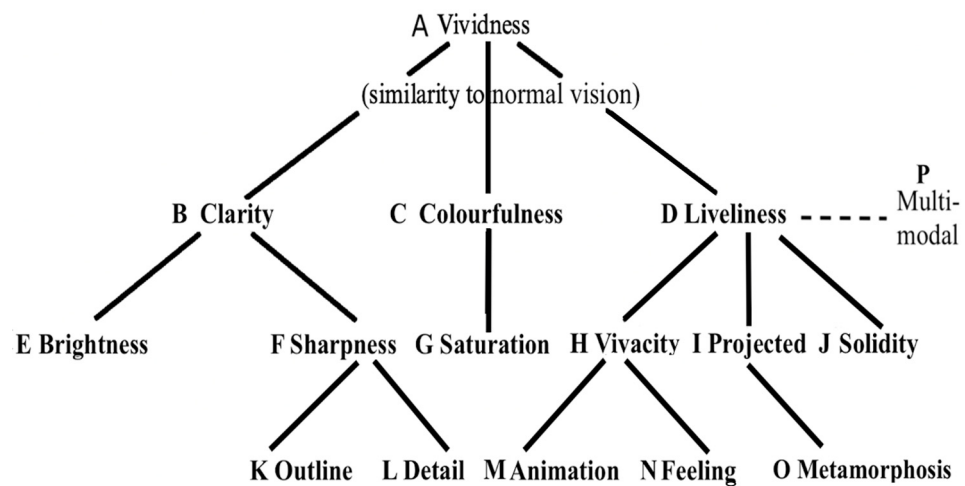 A Vividness
(similarity to normal vision)
P
Multi-
modal
B Clarity
C Colourfulness
D Liveliness
E Brightness
F Sharpness
G Saturation
H Vivacity
I Projected
J Solidity
K Outline
L Detail
M Animation
N Feeling
O Metamorphosis